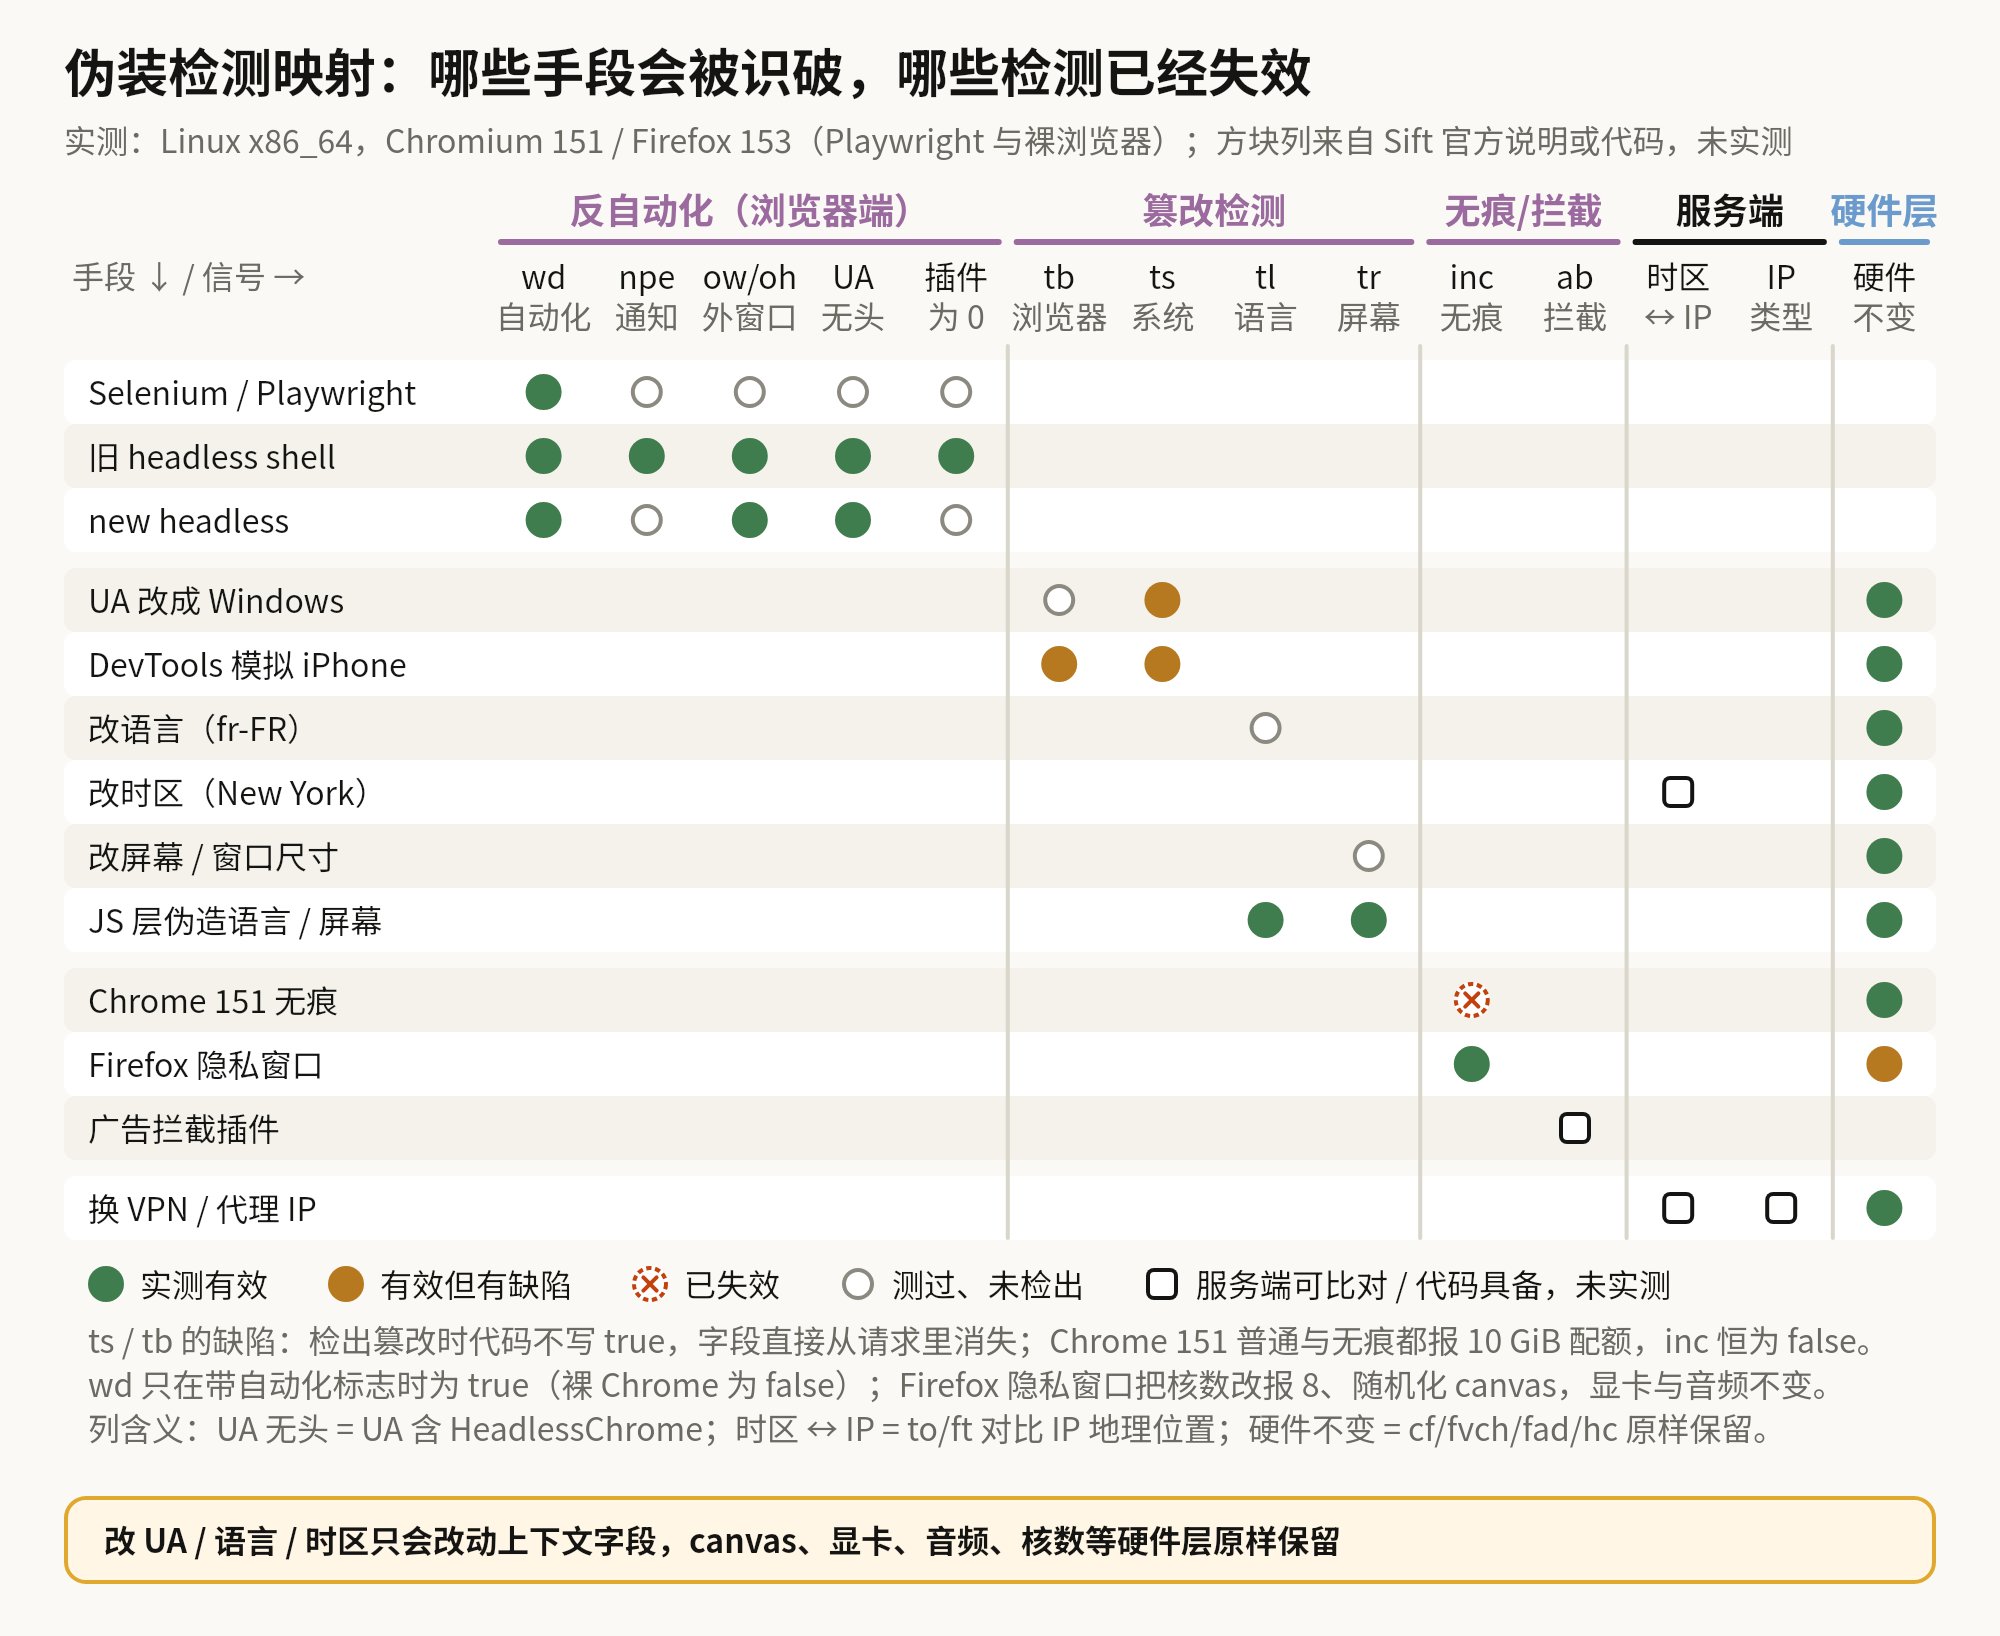 伪装检测映射：哪些手段会被识破，哪些检测已经失效
实测：Linux x86_64，Chromium 151 / Firefox 153（Playwright 与裸浏览器）；方块列来自 Sift 官方说明或代码，未实测
反自动化（浏览器端） 篡改检测 无痕/拦截 服务端 硬件层
手段 ↓ / 信号 → wd npe ow/oh UA 插件 tb ts tl tr inc ab 时区 IP 硬件
自动化 通知 外窗口 无头 为 0 浏览器 系统 语言 屏幕 无痕 拦截 ↔ IP 类型 不变
Selenium / Playwright
旧 headless shell
new headless
UA 改成 Windows
DevTools 模拟 iPhone
改语言（fr-FR）
改时区（New York）
改屏幕 / 窗口尺寸
JS 层伪造语言 / 屏幕
Chrome 151 无痕
Firefox 隐私窗口
广告拦截插件
换 VPN / 代理 IP
实测有效 有效但有缺陷 已失效 测过、未检出 服务端可比对 / 代码具备，未实测
ts / tb 的缺陷：检出篡改时代码不写 true，字段直接从请求里消失；Chrome 151 普通与无痕都报 10 GiB 配额，inc 恒为 false。
wd 只在带自动化标志时为 true（裸 Chrome 为 false）；Firefox 隐私窗口把核数改报 8、随机化 canvas，显卡与音频不变。
列含义：UA 无头 = UA 含 HeadlessChrome；时区 ↔ IP = to/ft 对比 IP 地理位置；硬件不变 = cf/fvch/fad/hc 原样保留。
改 UA / 语言 / 时区只会改动上下文字段，canvas、显卡、音频、核数等硬件层原样保留